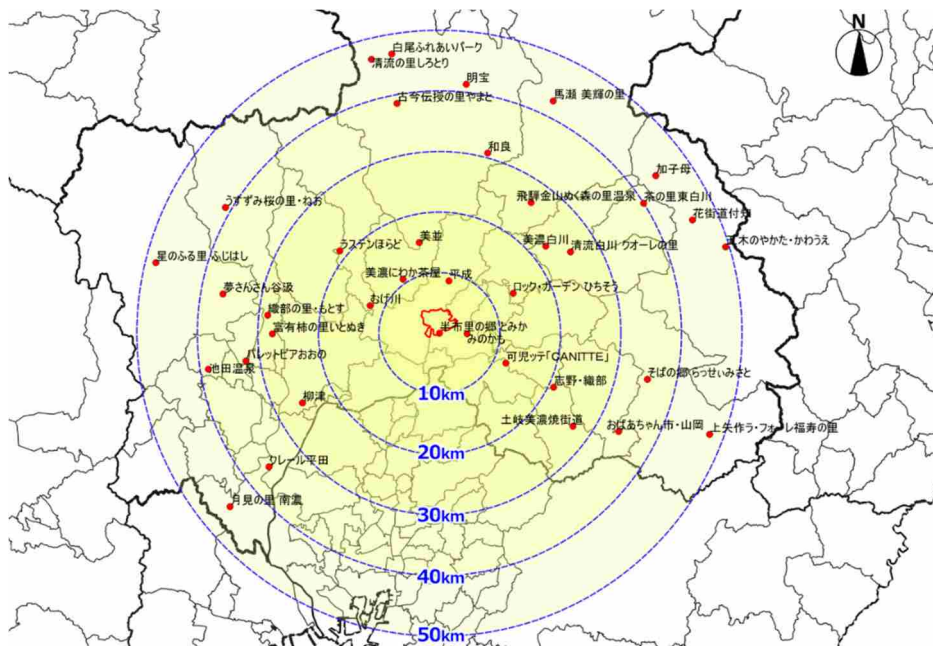 N
白尾ふれあいパーク
清流の里しろとり
明宝
古今伝授の里やまと
馬瀬 美輝の里
和良
加子母
飛騨金山ぬく森の里温泉
茶の里東白川
うすずみ桜の里・ねお
花街道付知
美並
美濃白川
ラステンほらど
清流白川 クオーレの里
星のふる里 ふじはし
美濃にわか茶屋
平成
夢さんさん谷汲
ロック・ガーデン ひちそう
むげ川
織部の里・もとす
富有柿の里いとぬき
半布里の郷とみか
みのかも
パレットピアおおの
可児ッテ「CANITTE」
池田温泉
そばの郷 らっせぃみさと
志野・織部
10km
柳津
土岐美濃焼街道
おばあちゃん市・山岡
上矢作ラ・フォーレ福寿の里
20km
クレール平田
月見の里 南濃
30km
40km
50km